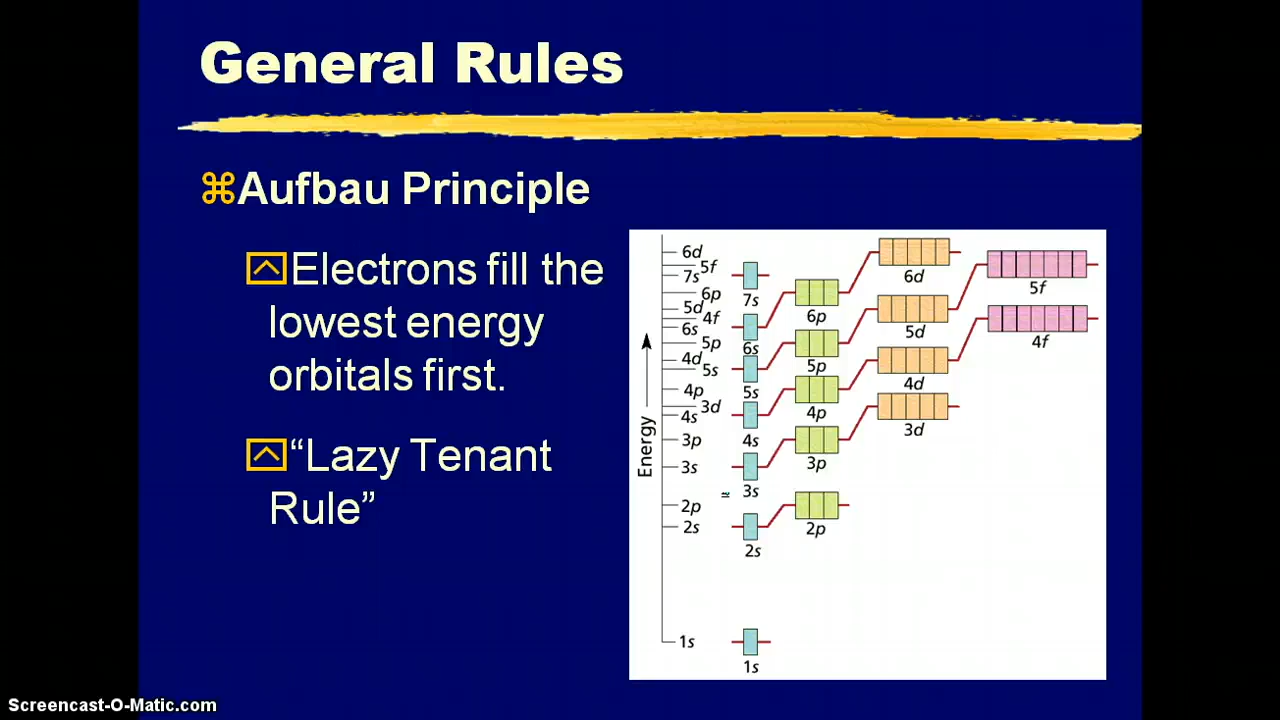 General Rules
⌘Aufbau Principle
Electrons fill the
lowest energy
orbitals first.
“Lazy Tenant
Rule”
Energy
6d
5f
7s
6p
5d
4f
6s
5p
4d
5s
4p
3d
4s
3p
3s
2p
2s
1s
6d
5f
7s
6p
4f
5d
6s
5p
4d
5s
4p
3d
4s
3p
≃ 3s
2p
2s
1s
Screencast-O-Matic.com